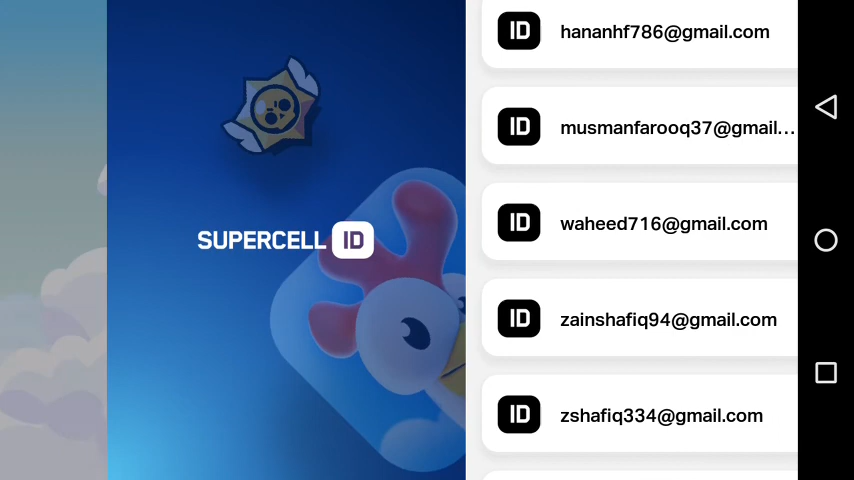 SUPERCELL ID
ID hananhf786@gmail.com
ID musmanfarooq37@gmail...
ID waheed716@gmail.com
ID zainshafiq94@gmail.com
ID zshafiq334@gmail.com